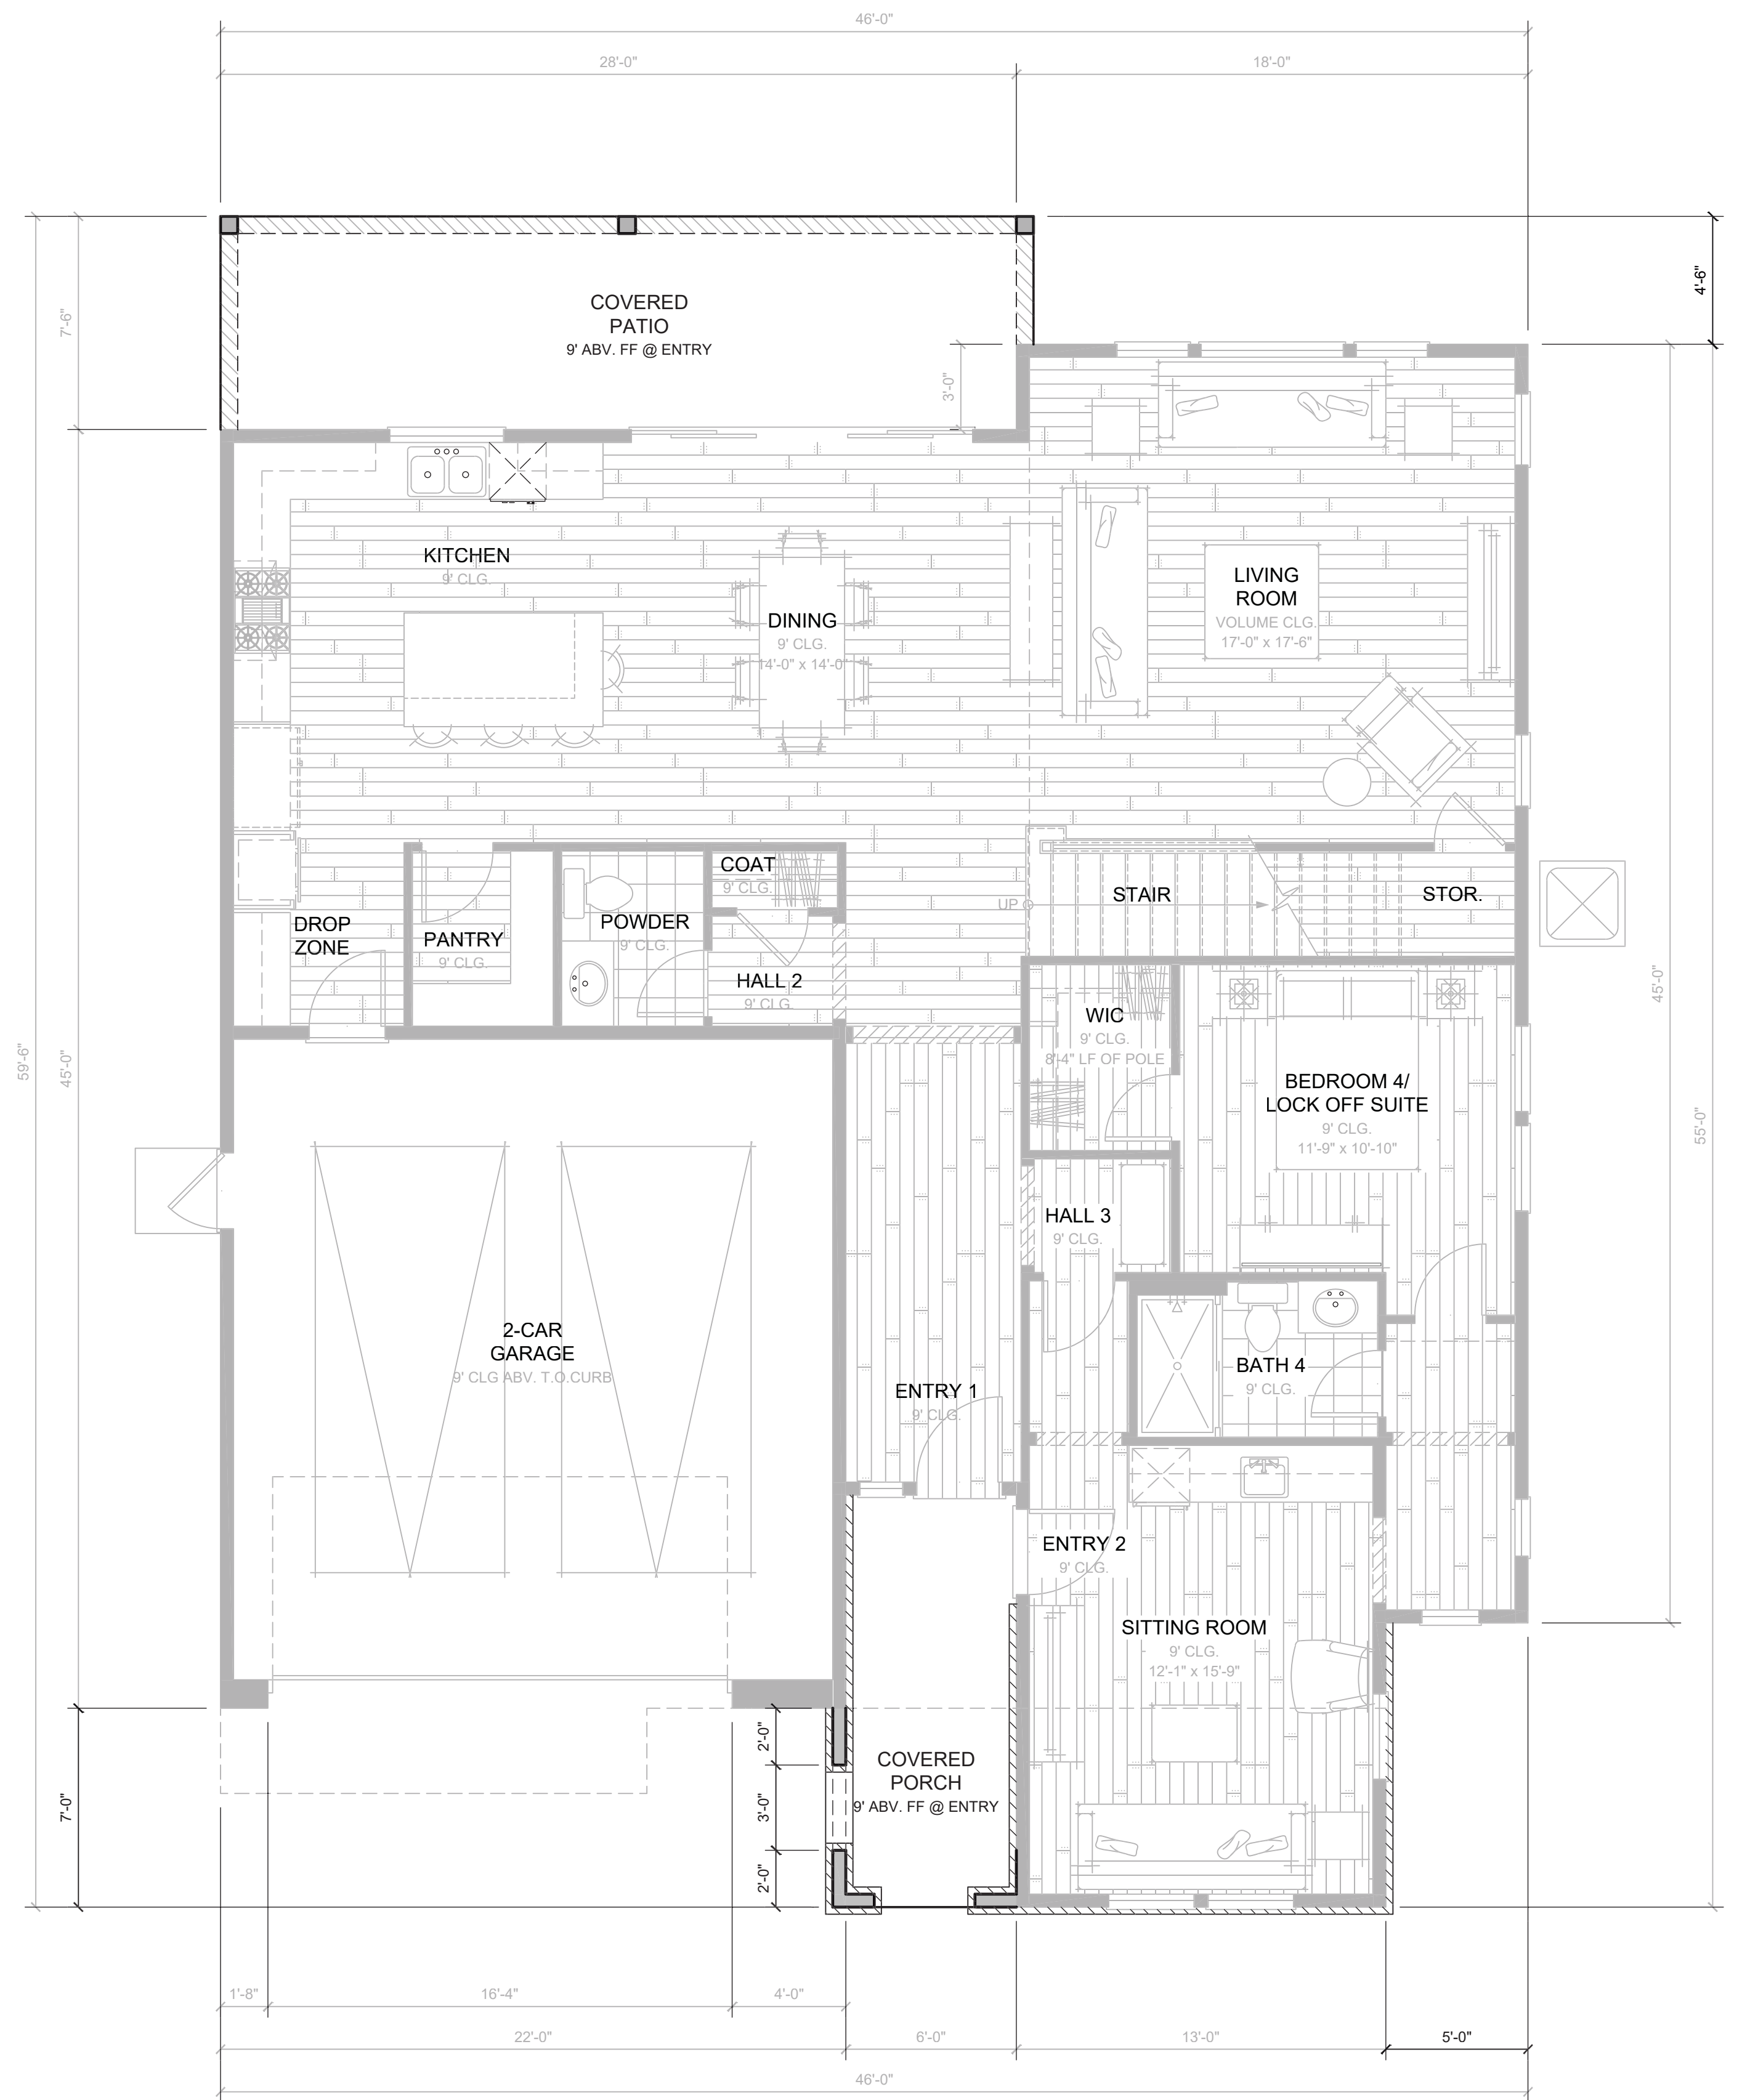 46'-0"
28'-0"
18'-0"
4'-6"
7'-6"
COVERED
PATIO
9' ABV. FF @ ENTRY
3'-0"
KITCHEN
9' CLG.
DINING
9' CLG.
14'-0" x 14'-0"
LIVING
ROOM
VOLUME CLG.
17'-0" x 17'-6"
COAT
9' CLG.
STAIR
STOR.
UP
DROP
ZONE
PANTRY
9' CLG.
POWDER
9' CLG.
HALL 2
9' CLG.
WIC
9' CLG.
8'-4" LF OF POLE
BEDROOM 4/
LOCK OFF SUITE
9' CLG.
11'-9" x 10'-10"
59'-6"
45'-0"
45'-0"
55'-0"
HALL 3
9' CLG.
2-CAR
GARAGE
9' CLG ABV. T.O.CURB
ENTRY 1
9' CLG.
BATH 4
9' CLG.
ENTRY 2
9' CLG.
SITTING ROOM
9' CLG.
12'-1" x 15'-9"
COVERED
PORCH
9' ABV. FF @ ENTRY
2'-0"
3'-0"
2'-0"
7'-0"
1'-8"
16'-4"
4'-0"
22'-0"
6'-0"
13'-0"
5'-0"
46'-0"